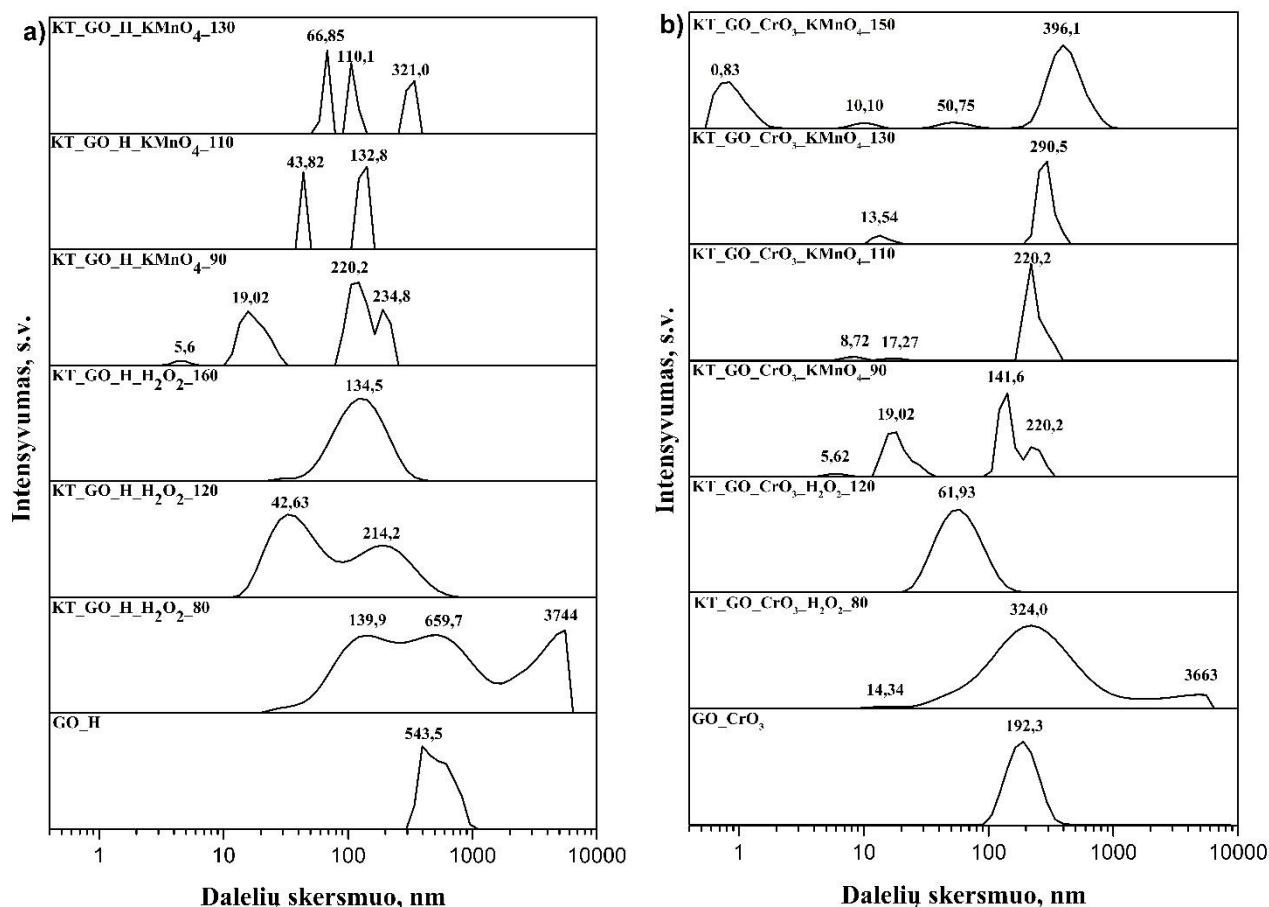 a)
KT_GO_H_KMnO₄_130
66,85
110,1
321,0
KT_GO_H_KMnO₄_110
43,82
132,8
KT_GO_H_KMnO₄_90
5,6
19,02
220,2
234,8
KT_GO_H_H₂O₂_160
134,5
KT_GO_H_H₂O₂_120
42,63
214,2
KT_GO_H_H₂O₂_80
139,9
659,7
3744
GO_H
543,5
1
10
100
1000
10000
Dalelių skersmuo, nm
Intensyvumas, s.v.
b)
KT_GO_CrO₃_KMnO₄_150
0,83
10,10
50,75
396,1
KT_GO_CrO₃_KMnO₄_130
13,54
290,5
KT_GO_CrO₃_KMnO₄_110
8,72
17,27
220,2
KT_GO_CrO₃_KMnO₄_90
5,62
19,02
141,6
220,2
KT_GO_CrO₃_H₂O₂_120
61,93
KT_GO_CrO₃_H₂O₂_80
14,34
324,0
3663
GO_CrO₃
192,3
1
10
100
1000
10000
Dalelių skersmuo, nm
Intensyvumas, s.v.